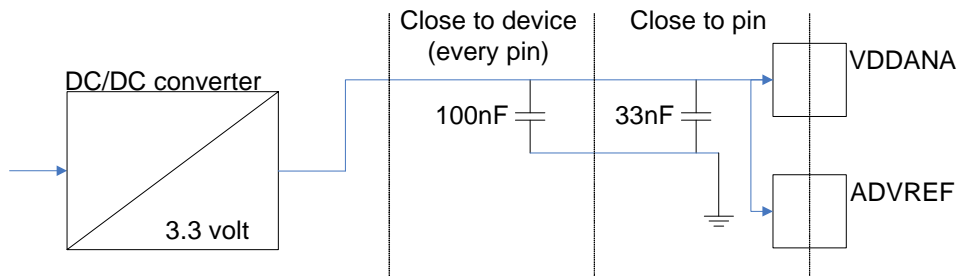 Close to device
(every pin)
Close to pin
VDDANA
DC/DC converter
100nF
33nF
ADVREF
3.3 volt